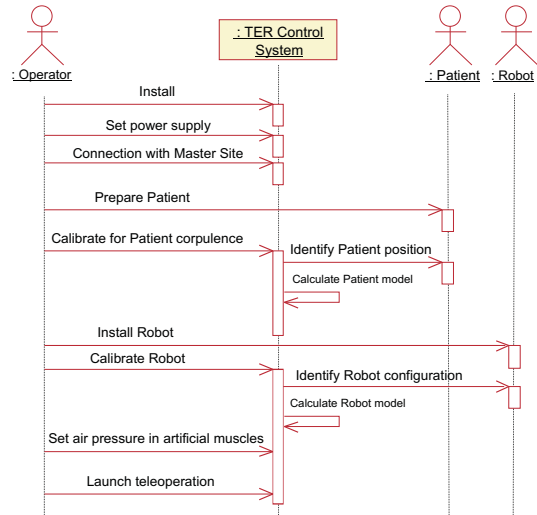 : TER Control
System
: Operator
: Patient
: Robot
Install
Set power supply
Connection with Master Site
Prepare Patient
Calibrate for Patient corpulence
Identify Patient position
Calculate Patient model
Install Robot
Calibrate Robot
Identify Robot configuration
Calculate Robot model
Set air pressure in artificial muscles
Launch teleoperation